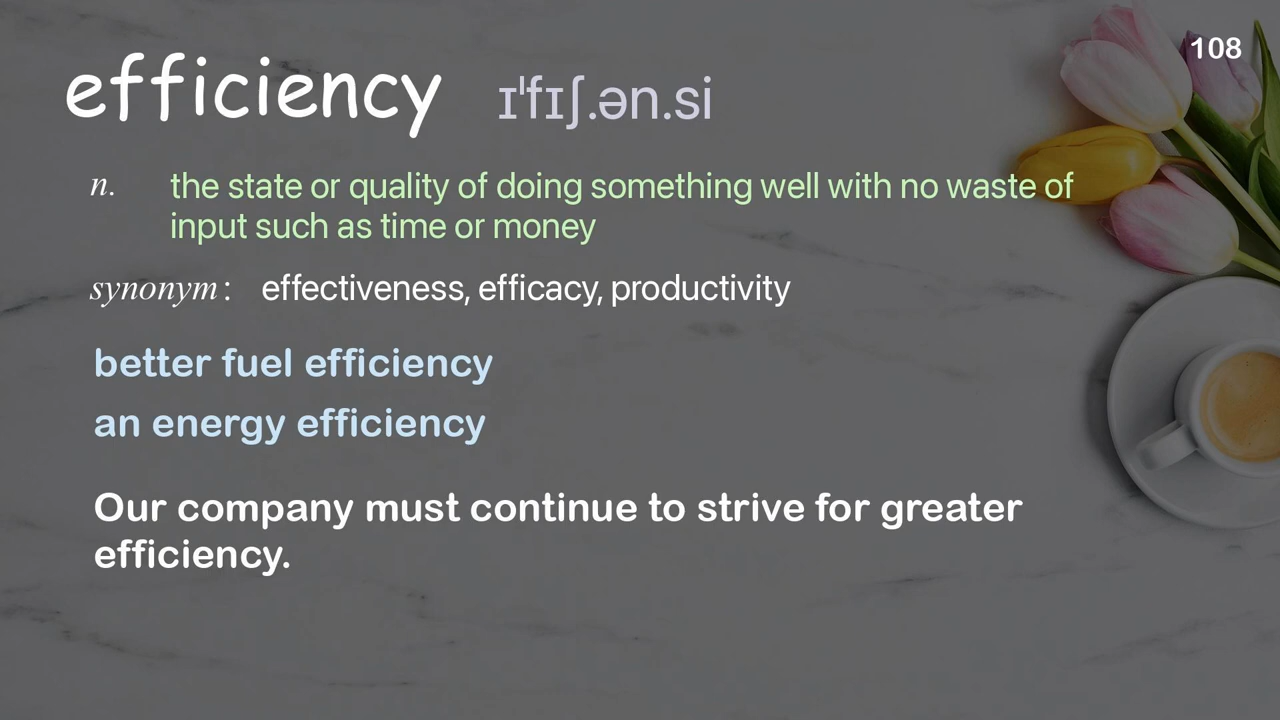 108
efficiency ɪˈfɪʃ.ən.si
n. the state or quality of doing something well with no waste of
input such as time or money
synonym: effectiveness, efficacy, productivity
better fuel efficiency
an energy efficiency
Our company must continue to strive for greater
efficiency.